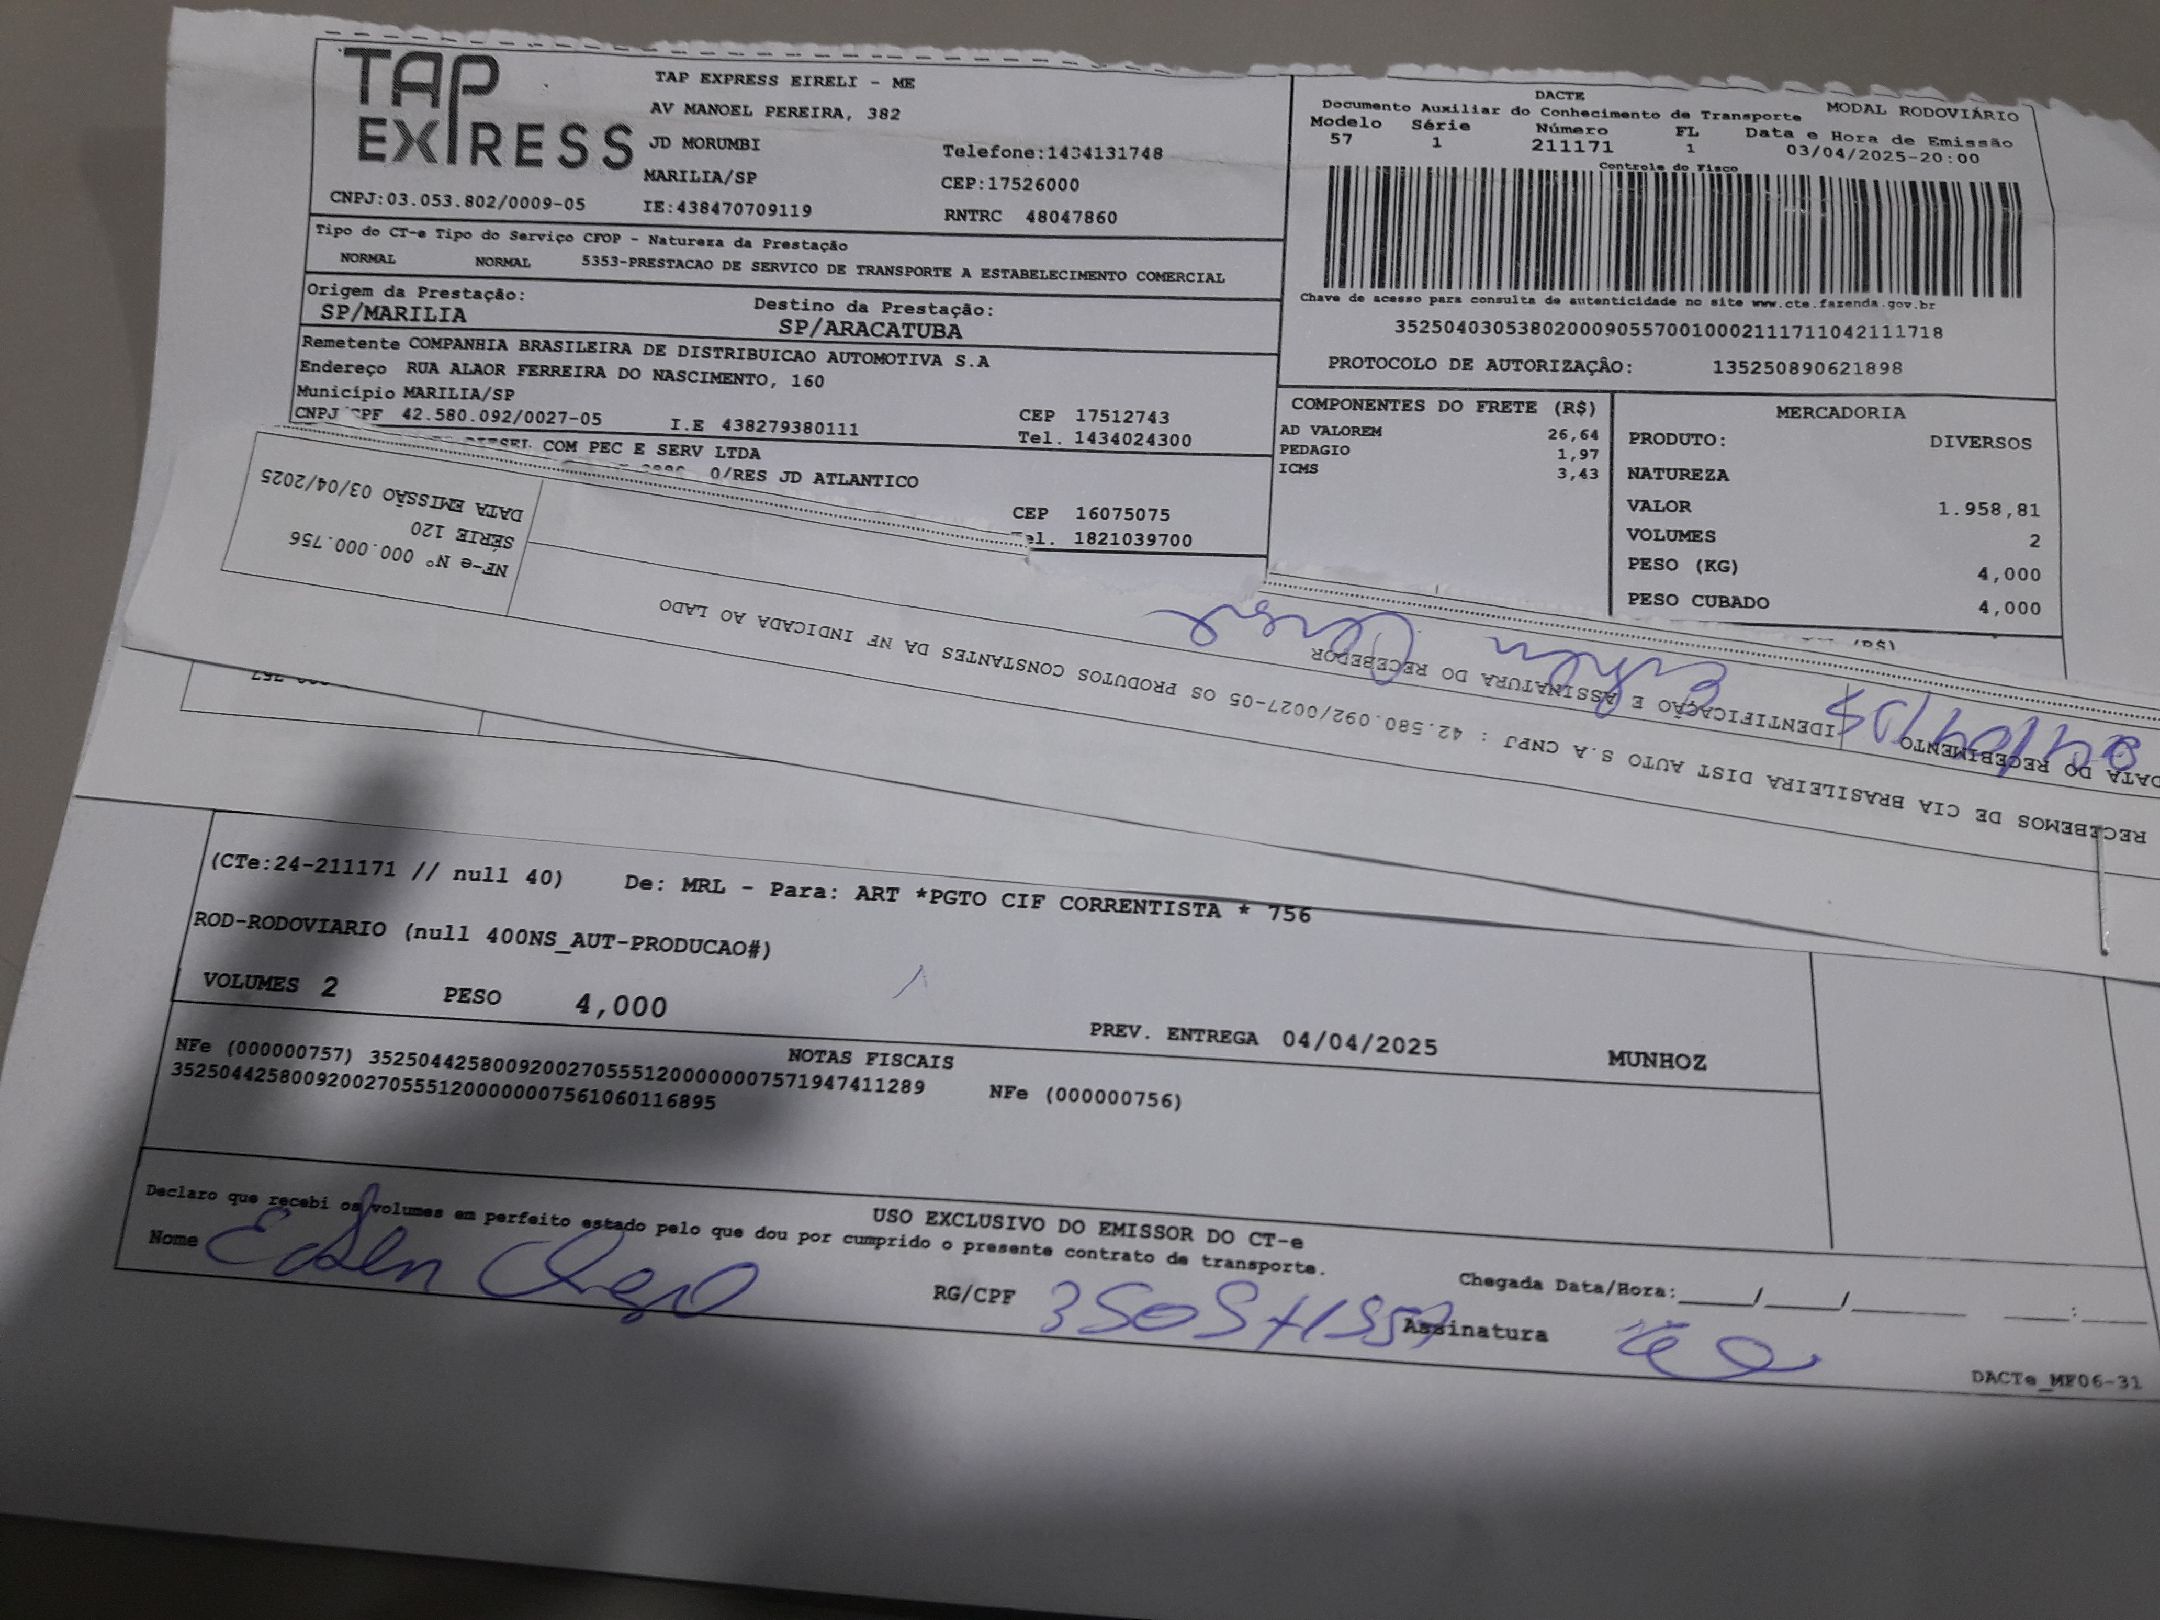 TAP EXPRESS
TAP EXPRESS EIRELI - ME
AV MANOEL PEREIRA, 382
JD MORUMBI
Telefone:1434131748
MARILIA/SP
CEP:17526000
CNPJ:03.053.802/0009-05
IE:438470709119
RNTRC 48047860
DACTE
MODAL RODOVIÁRIO
Documento Auxiliar do Conhecimento de Transporte
Modelo Série Número FL Data e Hora de Emissão
57 1 211171 1 03/04/2025-20:00
Controle do Fisco
Chave de acesso para consulta de autenticidade no site www.cte.fazenda.gov.br
35250403053802000905570010002111711042111718
PROTOCOLO DE AUTORIZAÇÂO: 135250890621898
Tipo do CT-e Tipo do Serviço CFOP - Natureza da Prestação
NORMAL NORMAL 5353-PRESTACAO DE SERVICO DE TRANSPORTE A ESTABELECIMENTO COMERCIAL
Origem da Prestação: Destino da Prestação:
SP/MARILIA SP/ARACATUBA
Remetente COMPANHIA BRASILEIRA DE DISTRIBUICAO AUTOMOTIVA S.A
Endereço RUA ALAOR FERREIRA DO NASCIMENTO, 160
Município MARILIA/SP
CEP 17512743
CNPJ CPF 42.580.092/0027-05 I.E 438279380111 Tel. 1434024300
DIESEL COM PEC E SERV LTDA
0/RES JD ATLANTICO
CEP 16075075
Tel. 1821039700
COMPONENTES DO FRETE (R$)
AD VALOREM 26,64
PEDAGIO 1,97
ICMS 3,43
MERCADORIA
PRODUTO: DIVERSOS
NATUREZA
VALOR 1.958,81
VOLUMES 2
PESO (KG) 4,000
PESO CUBADO 4,000
RECEBEMOS DE CIA BRASILEIRA DIST AUTO S.A CNPJ : 42.580.092/0027-05 OS PRODUTOS CONSTANTES DA NF INDICADA AO LADO
DATA DO RECEBIMENTO
IDENTIFICAÇÃO E ASSINATURA DO RECEBEDOR
NF-e Nº 000.000.756
SÉRIE 120
DATA EMISSÃO 03/04/2025
(CTe:24-211171 // null 40) De: MRL - Para: ART *PGTO CIF CORRENTISTA * 756
ROD-RODOVIARIO (null 400NS_AUT-PRODUCAO#)
VOLUMES 2 PESO 4,000
PREV. ENTREGA 04/04/2025 MUNHOZ
NOTAS FISCAIS
NFe (000000757) 35250442580092002705551200000007571947411289 NFe (000000756)
35250442580092002705551200000007561060116895
USO EXCLUSIVO DO EMISSOR DO CT-e
Declaro que recebi os volumes em perfeito estado pelo que dou por cumprido o presente contrato de transporte.
Nome
RG/CPF
Assinatura
Chegada Data/Hora:____/____/______ ___:____
DACTe_MF06-31